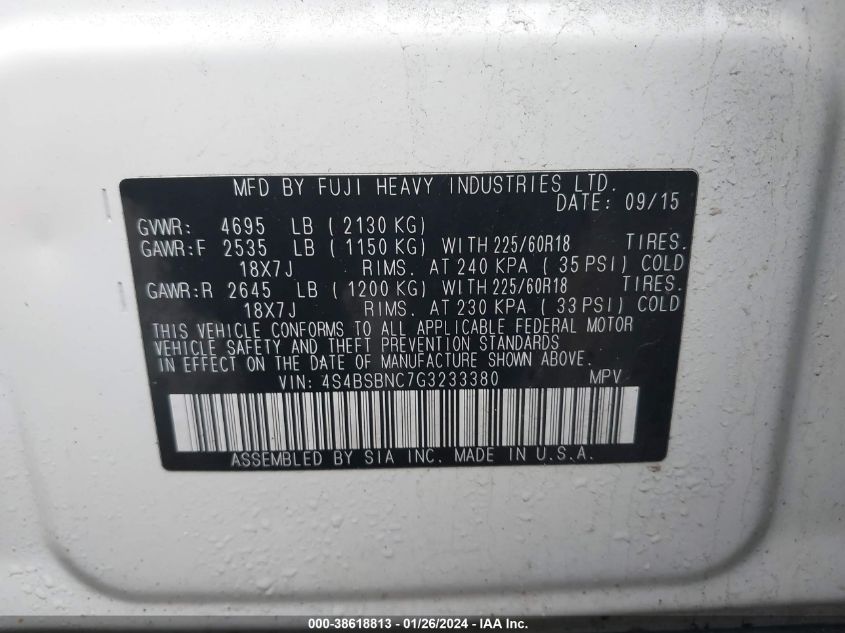 MFD BY FUJI HEAVY INDUSTRIES LTD.
DATE: 09/15
GVWR: 4695 LB ( 2130 KG)
GAWR:F 2535 LB ( 1150 KG) WITH 225/60R18 TIRES.
18X7J RIMS. AT 240 KPA ( 35 PSI) COLD
GAWR:R 2645 LB ( 1200 KG) WITH 225/60R18 TIRES.
18X7J RIMS. AT 230 KPA ( 33 PSI) COLD
THIS VEHICLE CONFORMS TO ALL APPLICABLE FEDERAL MOTOR
VEHICLE SAFETY AND THEFT PREVENTION STANDARDS
IN EFFECT ON THE DATE OF MANUFACTURE SHOWN ABOVE.
VIN: 4S4BSBNC7G3233380 MPV
ASSEMBLED BY SIA INC. MADE IN U.S.A.
000-38618813 - 01/26/2024 - IAA Inc.